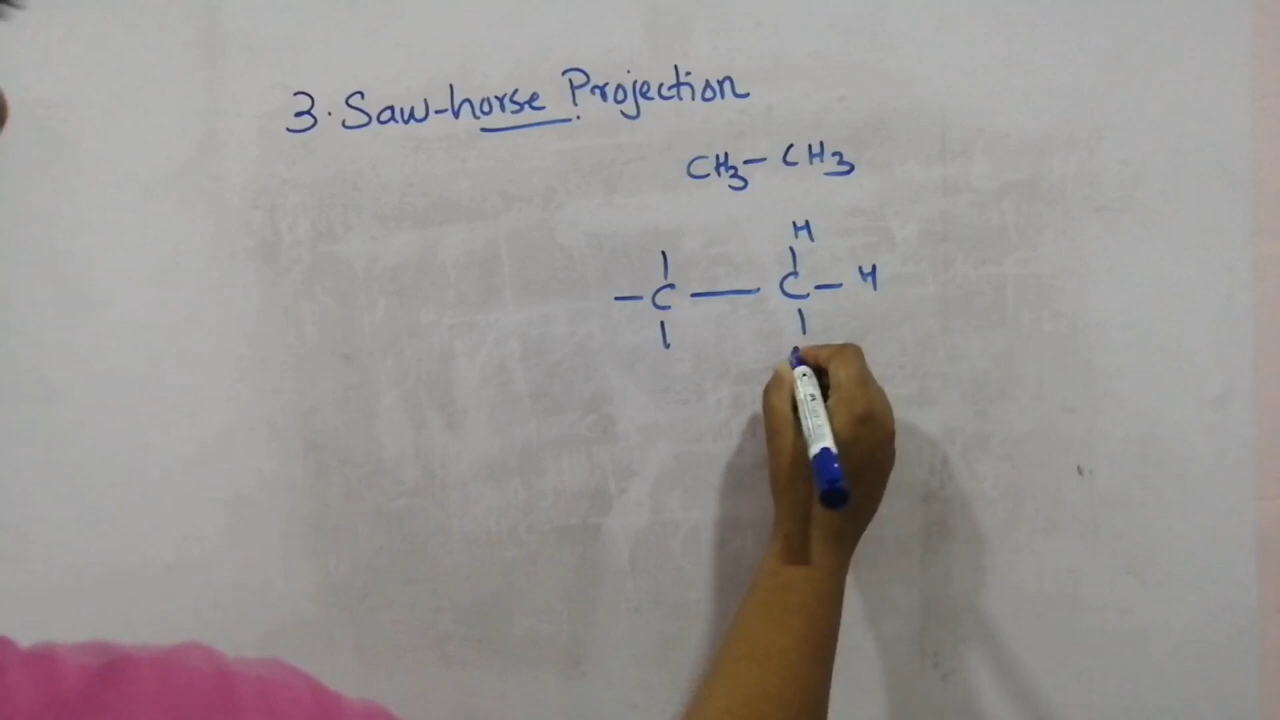 3. Saw-horse Projection
CH3 - CH3
H
- C — C - H